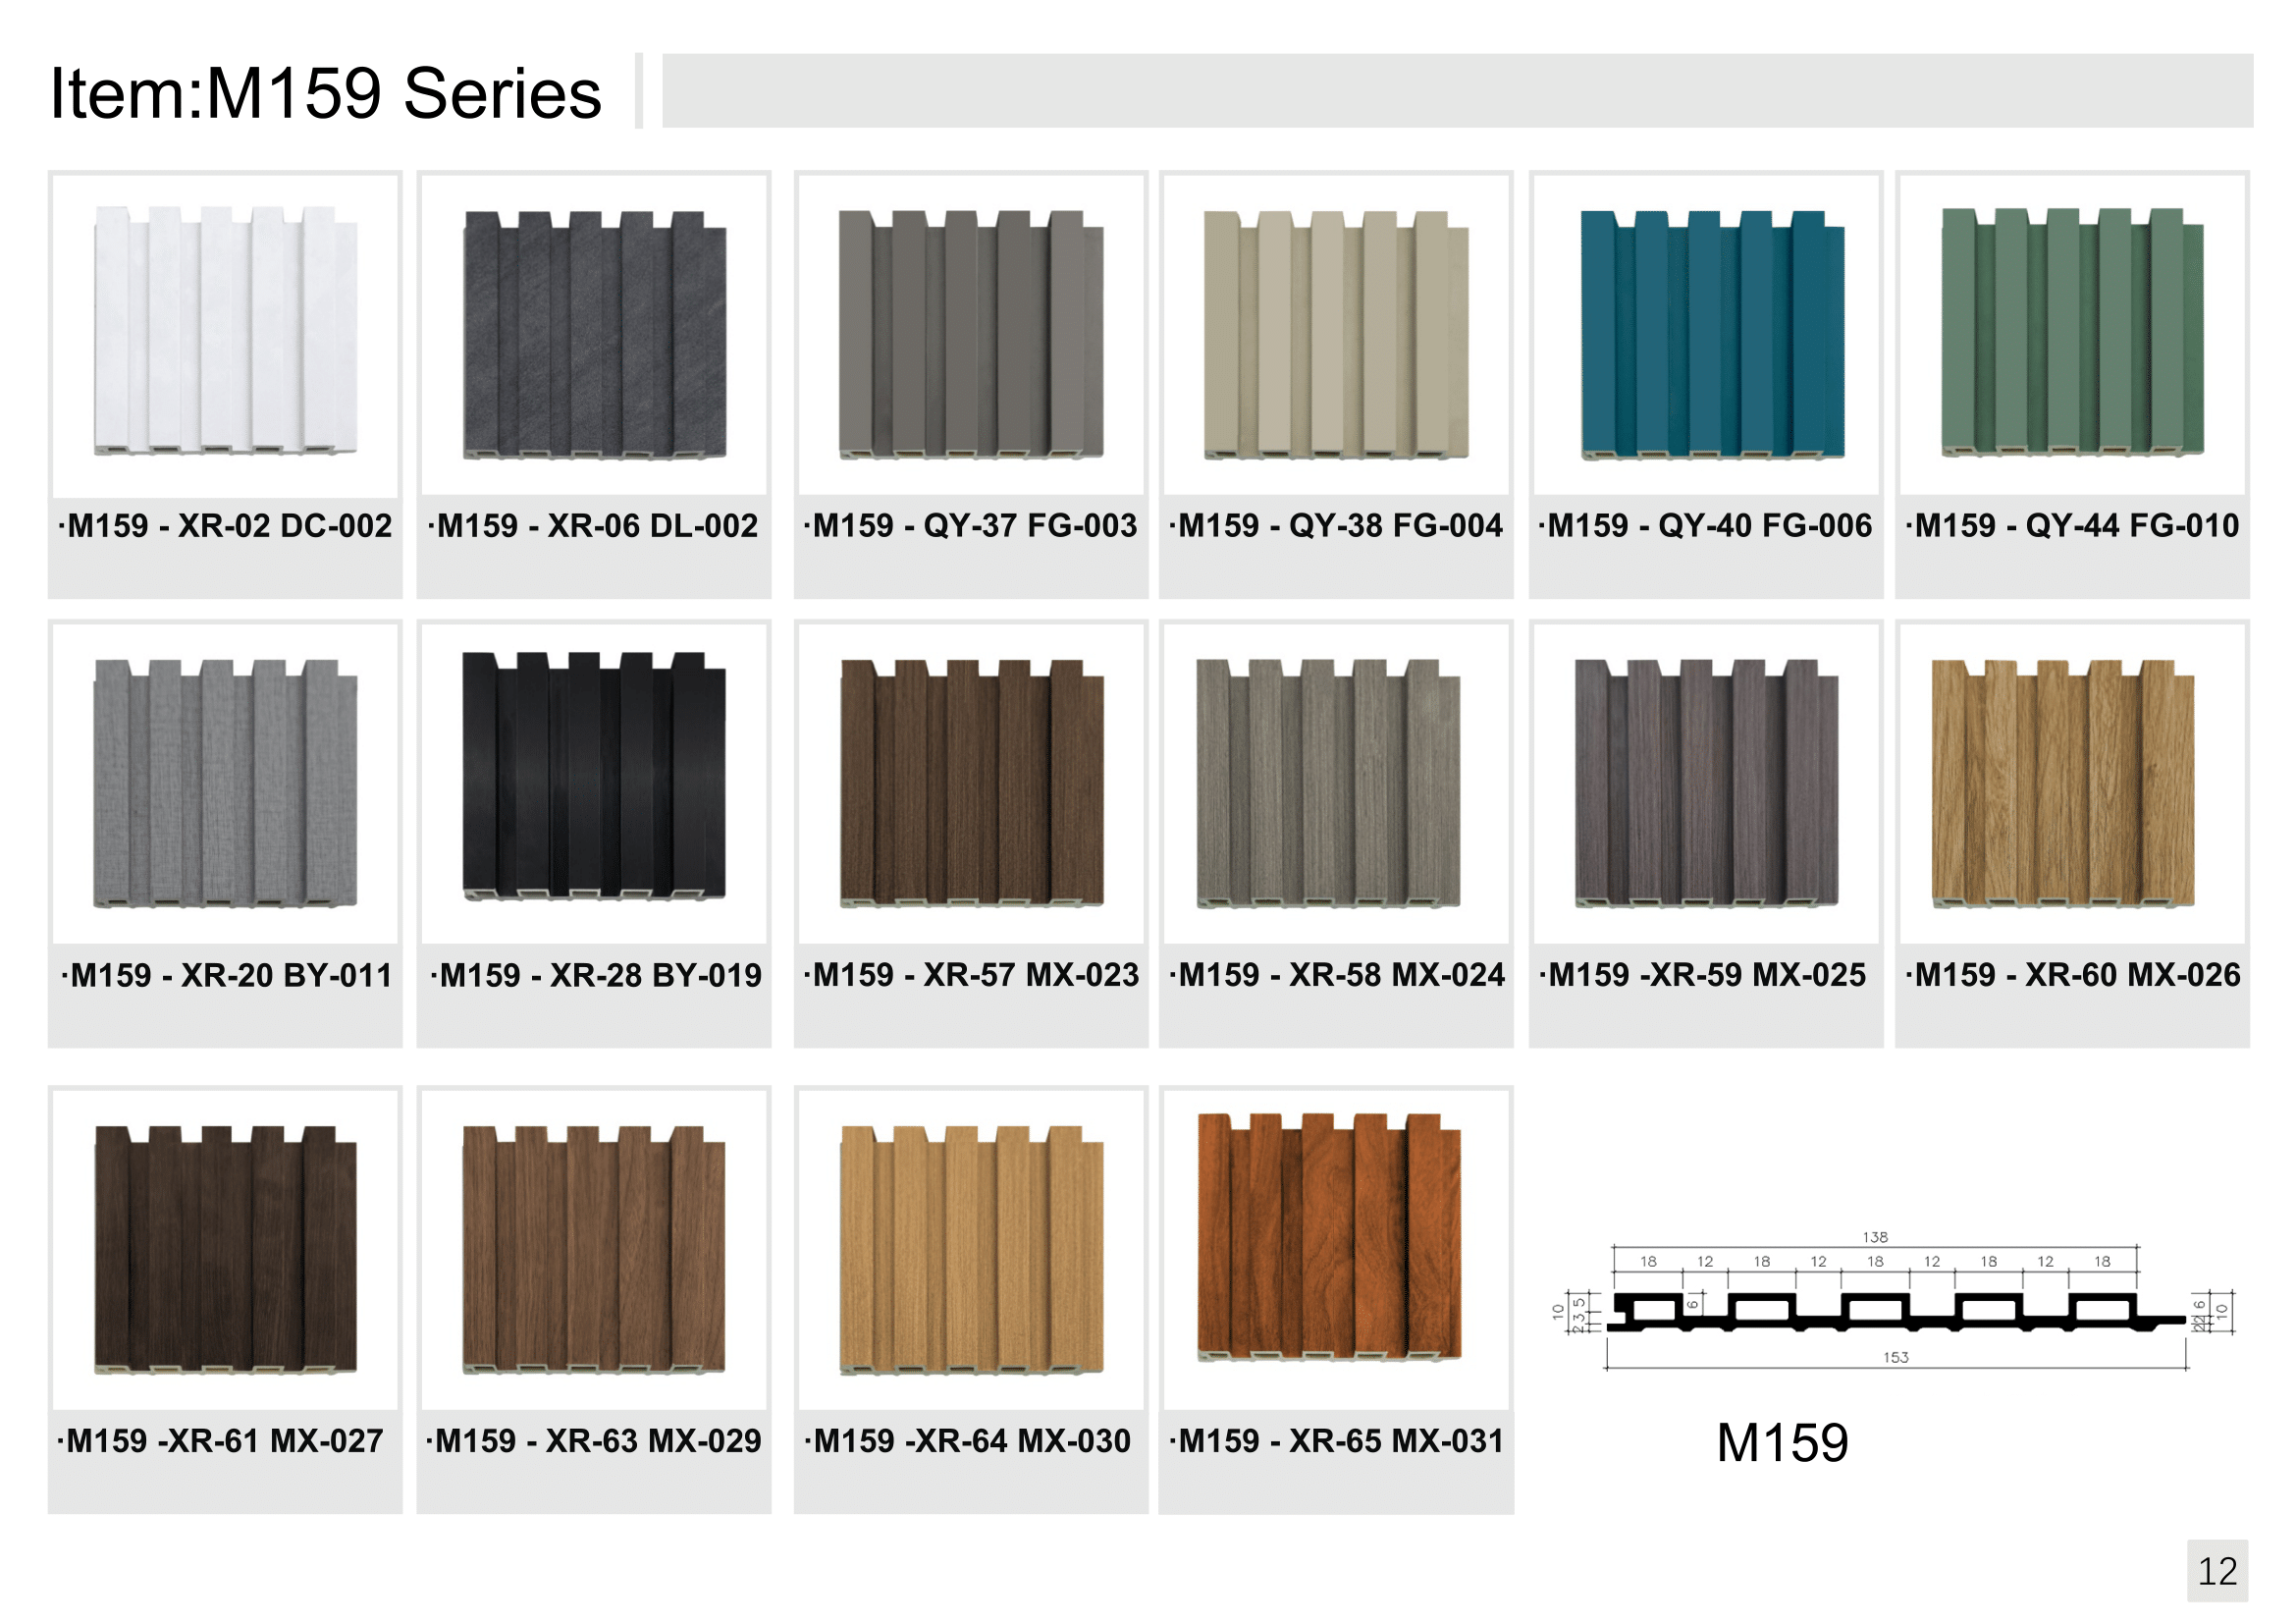 Item:M159 Series
·M159 - XR-02 DC-002
·M159 - XR-06 DL-002
·M159 - QY-37 FG-003
·M159 - QY-38 FG-004
·M159 - QY-40 FG-006
·M159 - QY-44 FG-010
·M159 - XR-20 BY-011
·M159 - XR-28 BY-019
·M159 - XR-57 MX-023
·M159 - XR-58 MX-024
·M159 -XR-59 MX-025
·M159 - XR-60 MX-026
·M159 -XR-61 MX-027
·M159 - XR-63 MX-029
·M159 -XR-64 MX-030
·M159 - XR-65 MX-031
138
18 12 18 12 18 12 18 12 18
10
5
3
2
6
6
2
2
10
153
M159
12